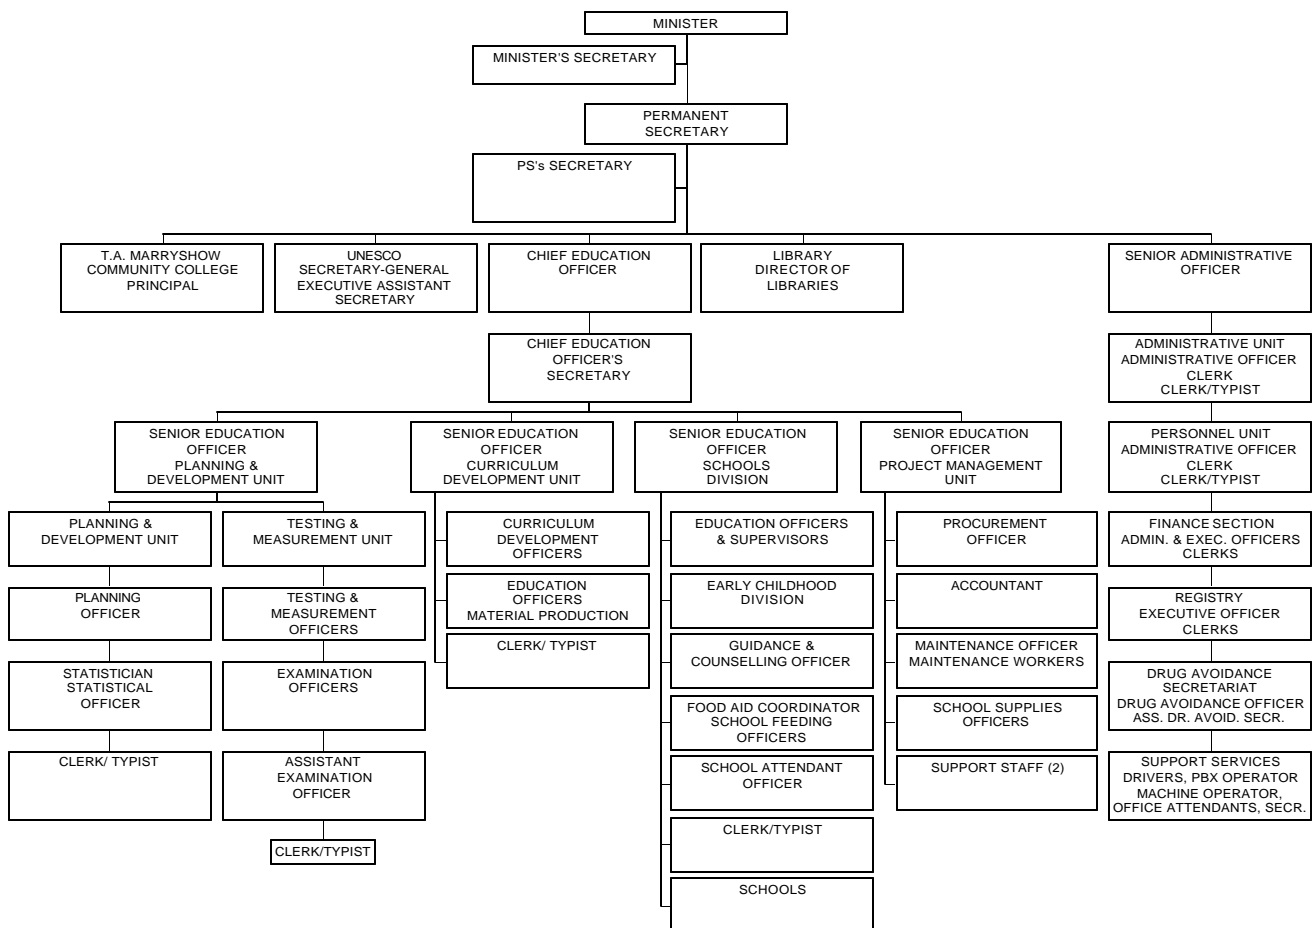 MINISTER
MINISTER'S SECRETARY
PERMANENT
SECRETARY
PS's SECRETARY
T.A. MARRYSHOW
COMMUNITY COLLEGE
PRINCIPAL
UNESCO
SECRETARY-GENERAL
EXECUTIVE ASSISTANT
SECRETARY
CHIEF EDUCATION
OFFICER
LIBRARY
DIRECTOR OF
LIBRARIES
SENIOR ADMINISTRATIVE
OFFICER
CHIEF EDUCATION
OFFICER'S
SECRETARY
ADMINISTRATIVE UNIT
ADMINISTRATIVE OFFICER
CLERK
CLERK/TYPIST
SENIOR EDUCATION
OFFICER
PLANNING &
DEVELOPMENT UNIT
SENIOR EDUCATION
OFFICER
CURRICULUM
DEVELOPMENT UNIT
SENIOR EDUCATION
OFFICER
SCHOOLS
DIVISION
SENIOR EDUCATION
OFFICER
PROJECT MANAGEMENT
UNIT
PERSONNEL UNIT
ADMINISTRATIVE OFFICER
CLERK
CLERK/TYPIST
PLANNING &
DEVELOPMENT UNIT
TESTING &
MEASUREMENT UNIT
CURRICULUM
DEVELOPMENT
OFFICERS
EDUCATION OFFICERS
& SUPERVISORS
PROCUREMENT
OFFICER
FINANCE SECTION
ADMIN. & EXEC. OFFICERS
CLERKS
PLANNING
OFFICER
TESTING &
MEASUREMENT
OFFICERS
EDUCATION
OFFICERS
MATERIAL PRODUCTION
EARLY CHILDHOOD
DIVISION
ACCOUNTANT
REGISTRY
EXECUTIVE OFFICER
CLERKS
STATISTICIAN
STATISTICAL
OFFICER
EXAMINATION
OFFICERS
CLERK/ TYPIST
GUIDANCE &
COUNSELLING OFFICER
MAINTENANCE OFFICER
MAINTENANCE WORKERS
DRUG AVOIDANCE
SECRETARIAT
DRUG AVOIDANCE OFFICER
ASS. DR. AVOID. SECR.
FOOD AID COORDINATOR
SCHOOL FEEDING
OFFICERS
SCHOOL SUPPLIES
OFFICERS
CLERK/ TYPIST
ASSISTANT
EXAMINATION
OFFICER
SCHOOL ATTENDANT
OFFICER
SUPPORT STAFF (2)
SUPPORT SERVICES
DRIVERS, PBX OPERATOR
MACHINE OPERATOR,
OFFICE ATTENDANTS, SECR.
CLERK/TYPIST
CLERK/TYPIST
SCHOOLS